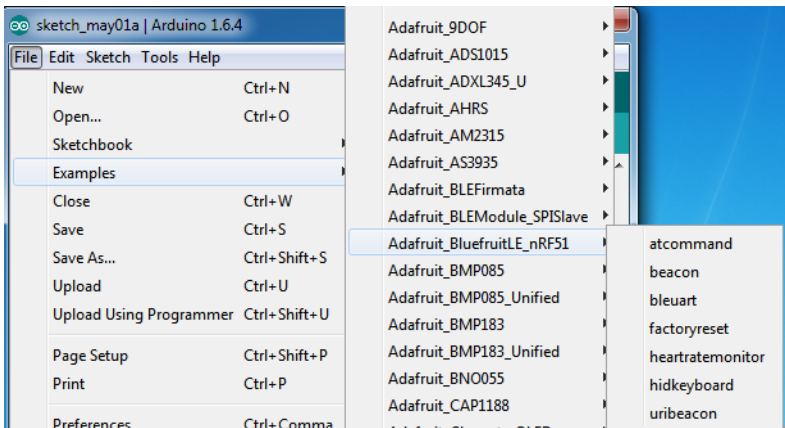 sketch_may01a | Arduino 1.6.4
File Edit Sketch Tools Help
New Ctrl+N
Open... Ctrl+O
Sketchbook
Examples
Close Ctrl+W
Save Ctrl+S
Save As... Ctrl+Shift+S
Upload Ctrl+U
Upload Using Programmer Ctrl+Shift+U
Page Setup Ctrl+Shift+P
Print Ctrl+P
Preferences Ctrl+Comma
Adafruit_9DOF
Adafruit_ADS1015
Adafruit_ADXL345_U
Adafruit_AHRS
Adafruit_AM2315
Adafruit_AS3935
Adafruit_BLEFirmata
Adafruit_BLEModule_SPISlave
Adafruit_BluefruitLE_nRF51
Adafruit_BMP085
Adafruit_BMP085_Unified
Adafruit_BMP183
Adafruit_BMP183_Unified
Adafruit_BNO055
Adafruit_CAP1188
atcommand
beacon
bleuart
factoryreset
heartratemonitor
hidkeyboard
uribeacon